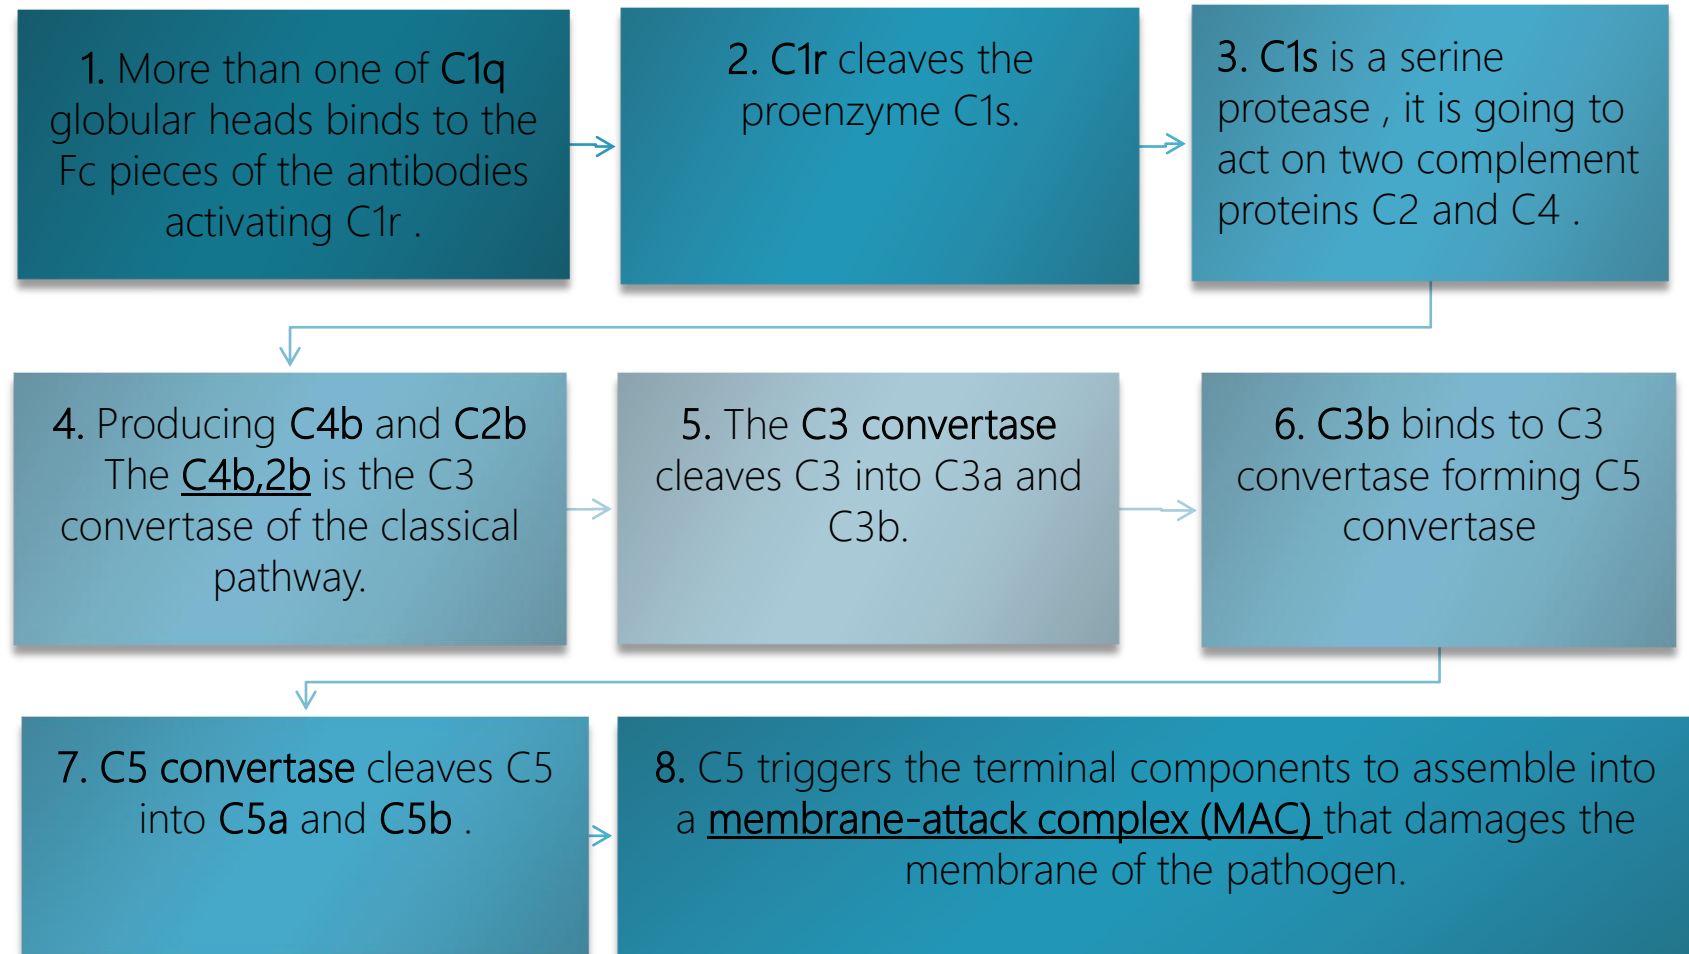 1. More than one of C1q
globular heads binds to the
Fc pieces of the antibodies
activating C1r .
2. C1r cleaves the
proenzyme C1s.
3. C1s is a serine
protease , it is going to
act on two complement
proteins C2 and C4 .
4. Producing C4b and C2b
The C4b,2b is the C3
convertase of the classical
pathway.
5. The C3 convertase
cleaves C3 into C3a and
C3b.
6. C3b binds to C3
convertase forming C5
convertase
7. C5 convertase cleaves C5
into C5a and C5b .
8. C5 triggers the terminal components to assemble into
a membrane-attack complex (MAC) that damages the
membrane of the pathogen.